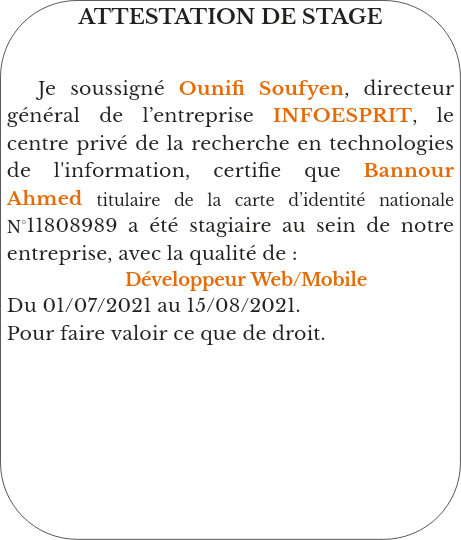 ATTESTATION DE STAGE
Je soussigné Ounifi Soufyen, directeur
général de l’entreprise INFOESPRIT, le
centre privé de la recherche en technologies
de l'information, certifie que Bannour
Ahmed titulaire de la carte d’identité nationale
N°11808989 a été stagiaire au sein de notre
entreprise, avec la qualité de :
Développeur Web/Mobile
Du 01/07/2021 au 15/08/2021.
Pour faire valoir ce que de droit.